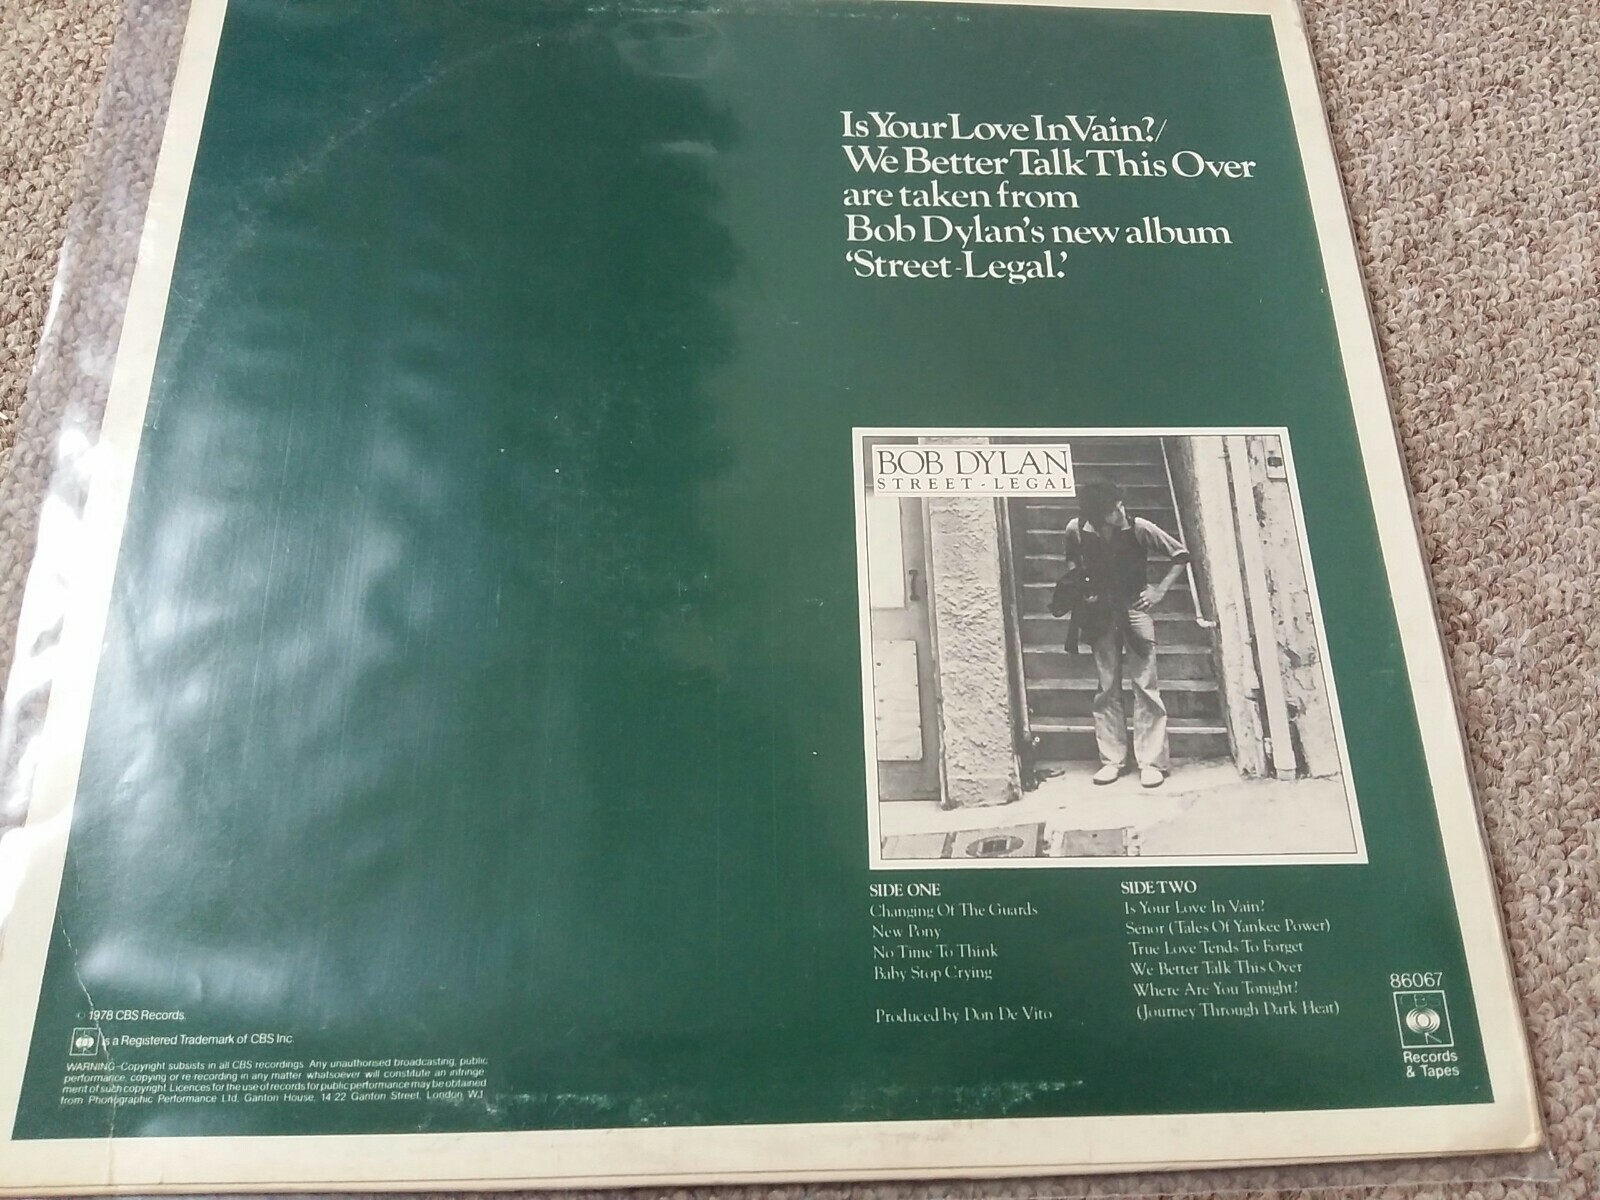 Is Your Love In Vain?/
We Better Talk This Over
are taken from
Bob Dylan's new album
‘Street-Legal.’
BOB DYLAN
STREET-LEGAL
SIDE ONE
Changing Of The Guards
New Pony
No Time To Think
Baby Stop Crying
Produced by Don De Vito
SIDE TWO
Is Your Love In Vain?
Senor (Tales Of Yankee Power)
True Love Tends To Forget
We Better Talk This Over
Where Are You Tonight?
(Journey Through Dark Heat)
86067
CBS
Records
& Tapes
© 1978 CBS Records
is a Registered Trademark of CBS Inc
WARNING-Copyright subsists in all CBS recordings. Any unauthorised broadcasting, public
performance, copying or re-recording in any matter whatsoever will constitute an infringe
ment of such copyright. Licences for the use of records for public performance may be obtained
from Phonographic Performance Ltd, Ganton House, 14-22 Ganton Street, London W.1